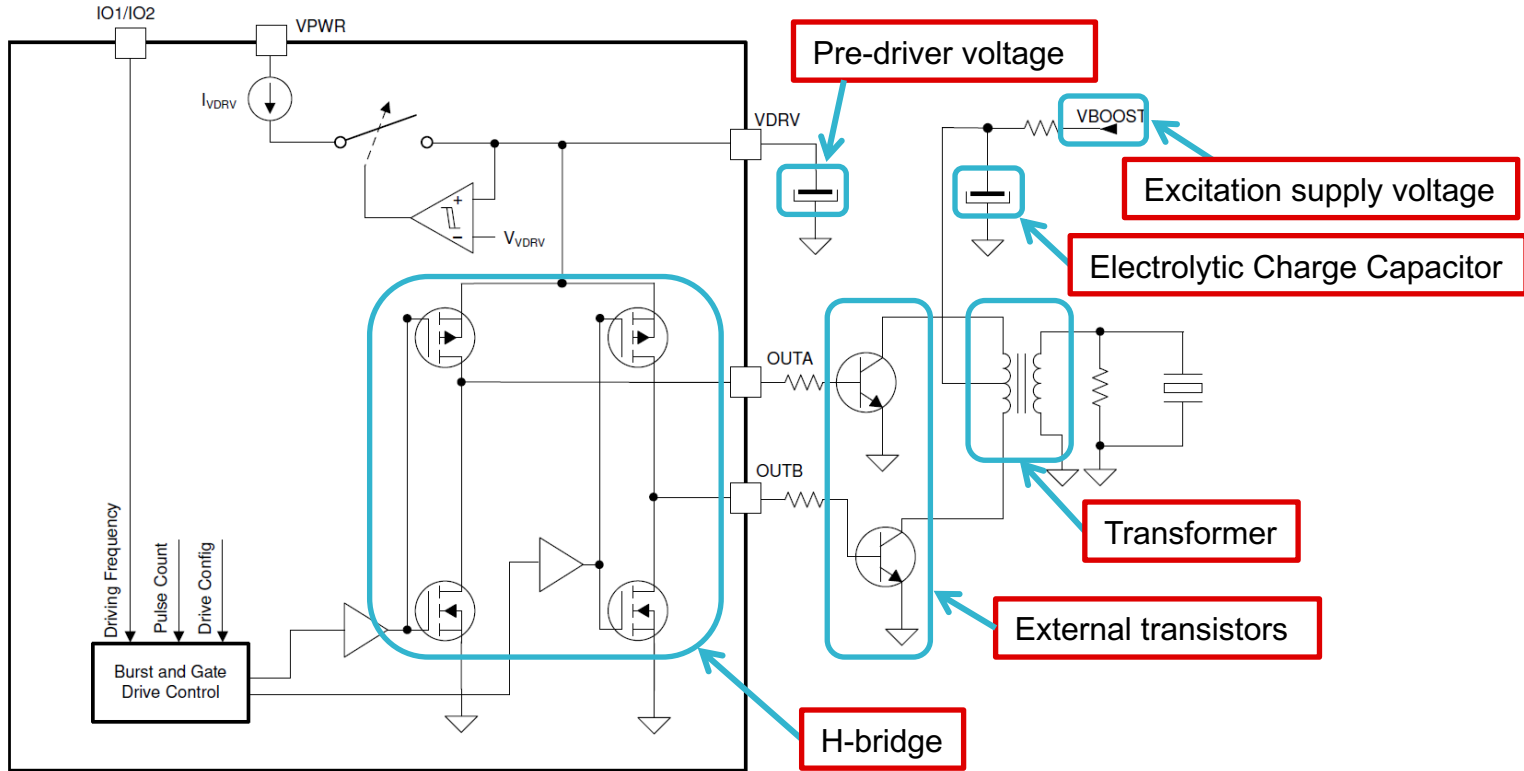 IO1/IO2
VPWR
Pre-driver voltage
IVDRV
VDRV
VBOOST
Excitation supply voltage
+
−
VVDRV
Electrolytic Charge Capacitor
OUTA
OUTB
Transformer
Driving Frequency
Pulse Count
Drive Config
External transistors
Burst and Gate
Drive Control
H-bridge